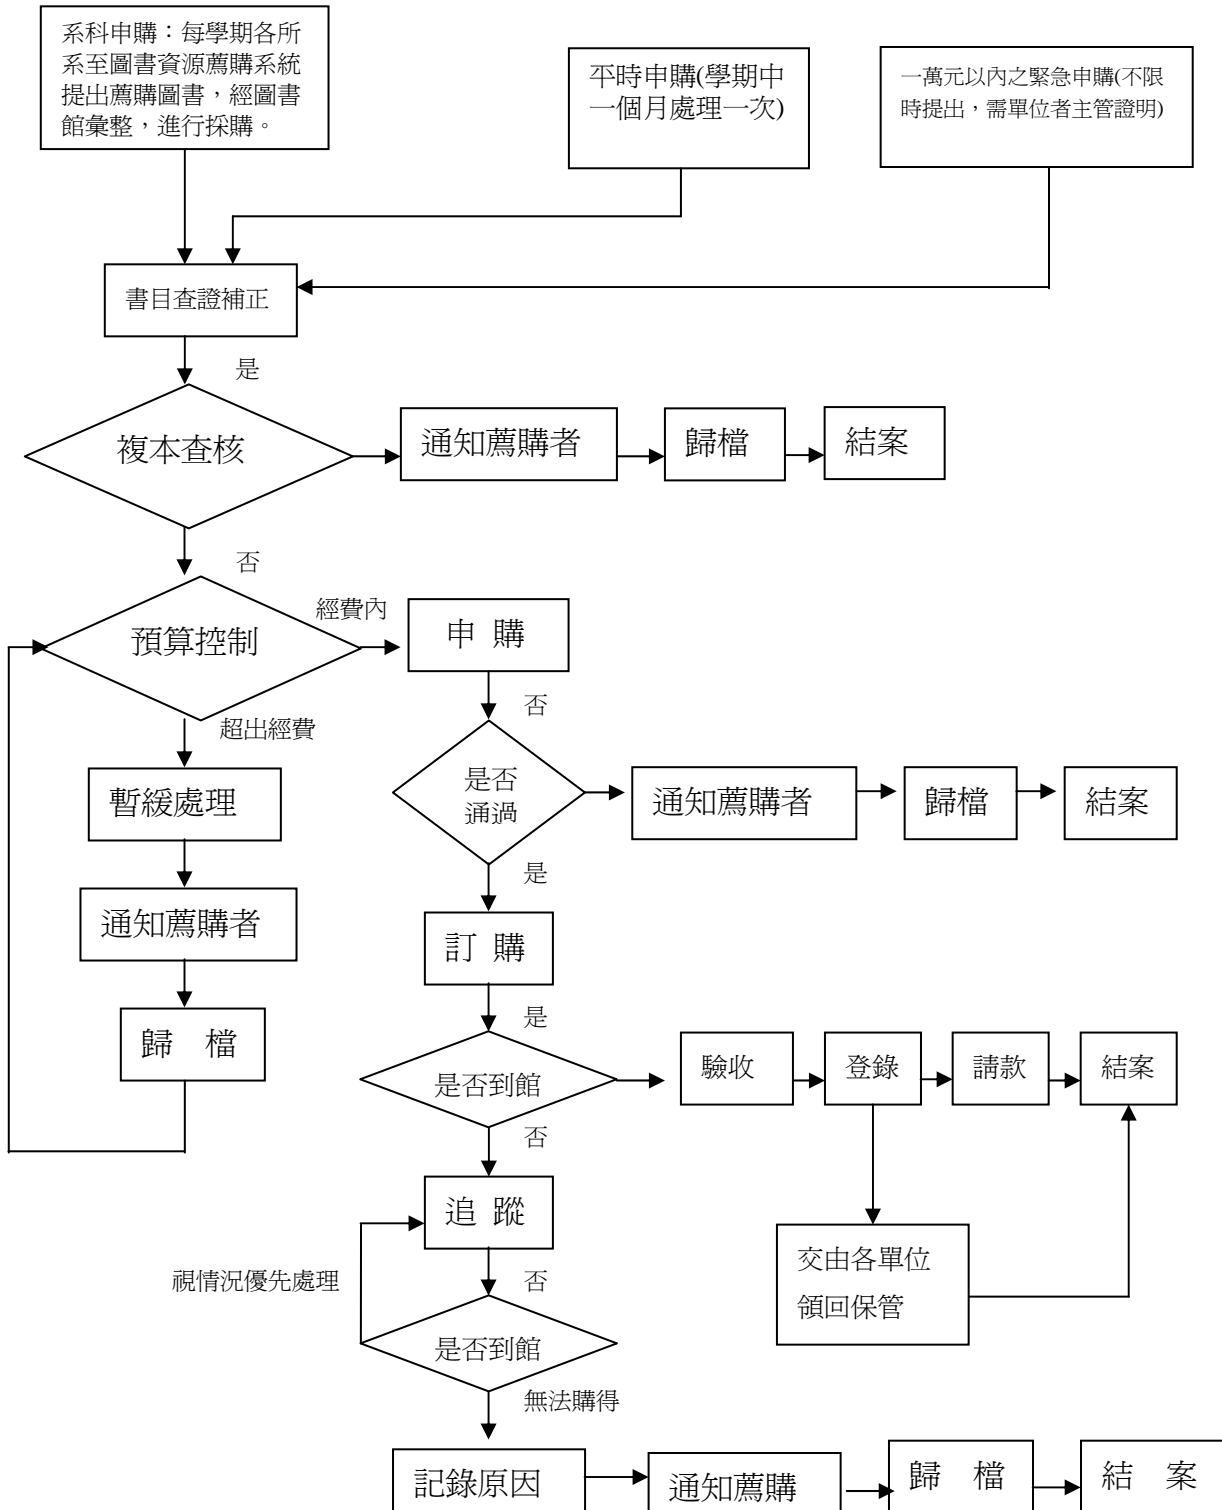 系科申購：每學期各所
系至圖書資源薦購系統
提出薦購圖書，經圖書
館彙整，進行採購。
平時申購(學期中
一個月處理一次)
一萬元以內之緊急申購(不限
時提出，需單位者主管證明)
書目查證補正
是
複本查核
通知薦購者
歸檔
結案
否
預算控制
經費內
申 購
超出經費
否
暫緩處理
是否
通過
通知薦購者
歸檔
結案
是
通知薦購者
訂 購
歸 檔
是
是否到館
驗收
登錄
請款
結案
否
追 蹤
交由各單位
領回保管
視情況優先處理
否
是否到館
無法購得
記錄原因
通知薦購
歸 檔
結 案